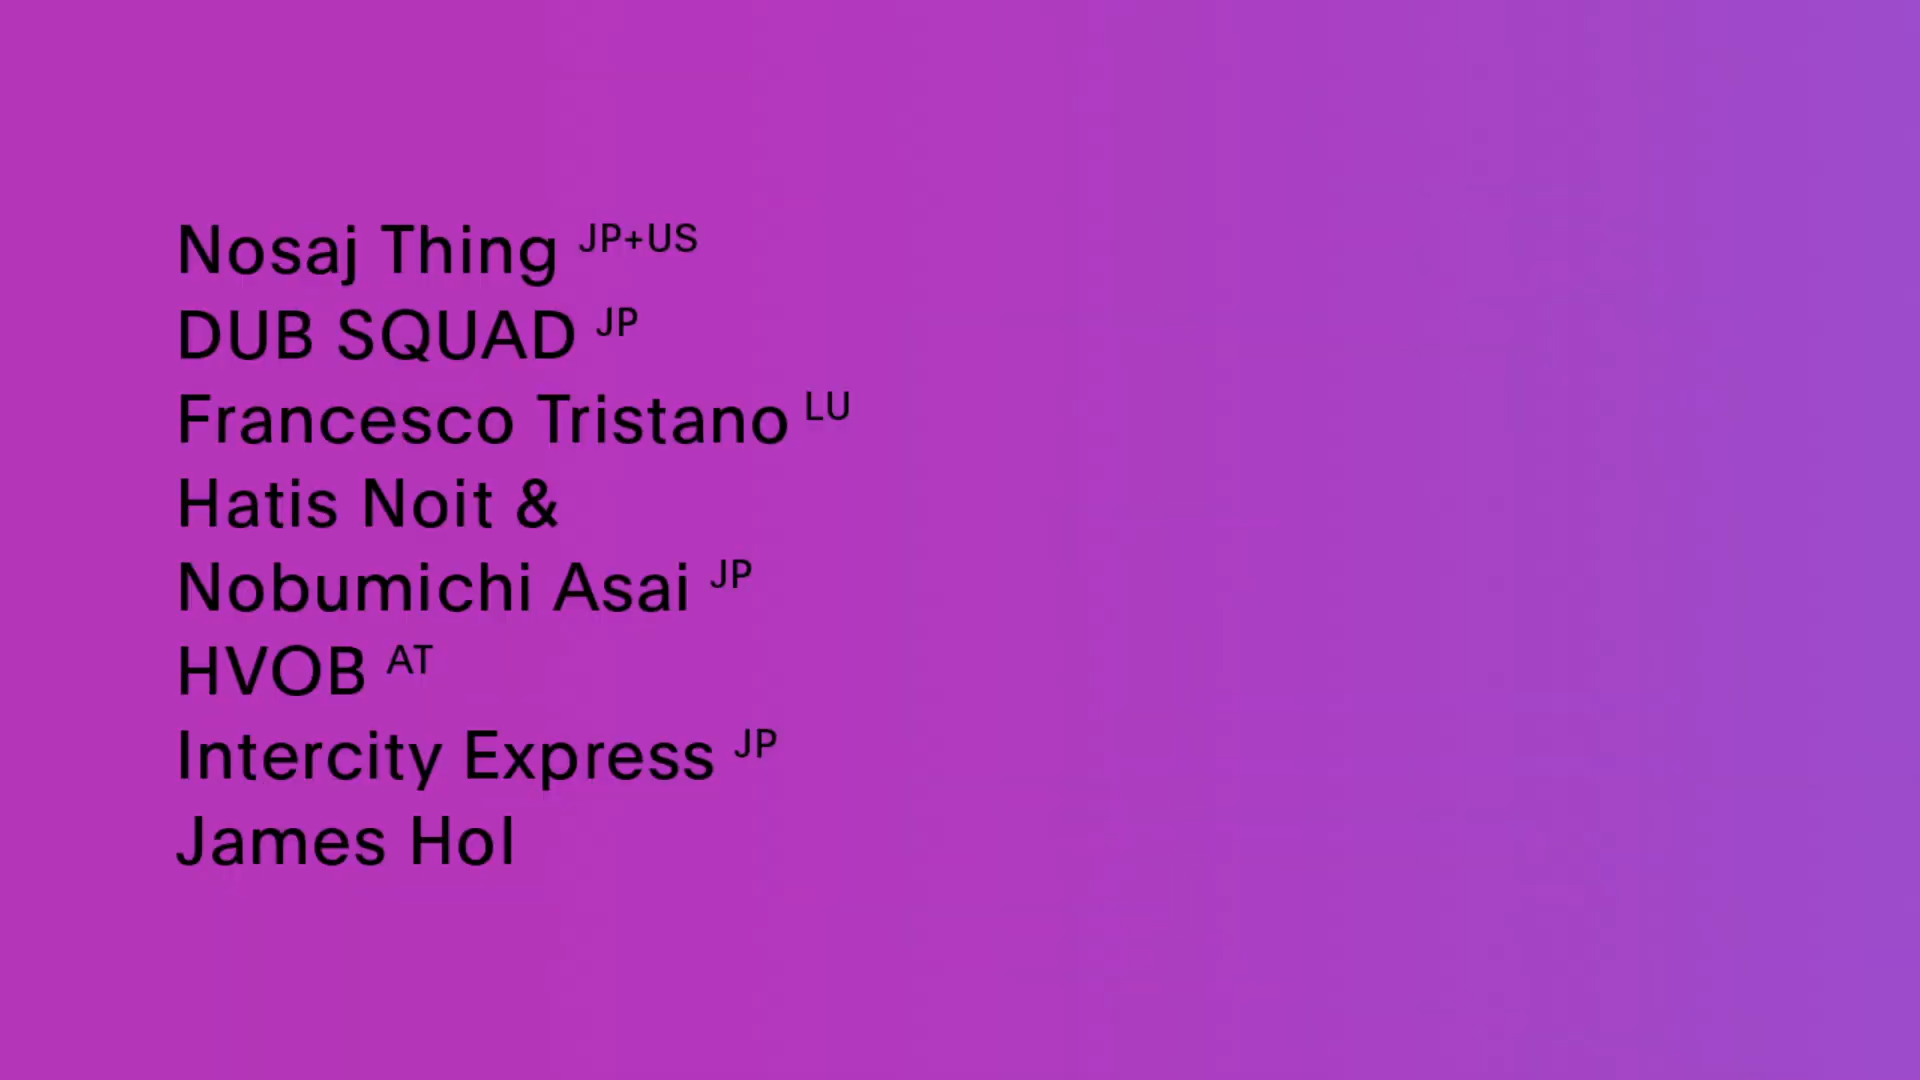 Nosaj Thing JP+US
DUB SQUAD JP
Francesco Tristano LU
Hatis Noit &
Nobumichi Asai JP
HVOB AT
Intercity Express JP
James Hol